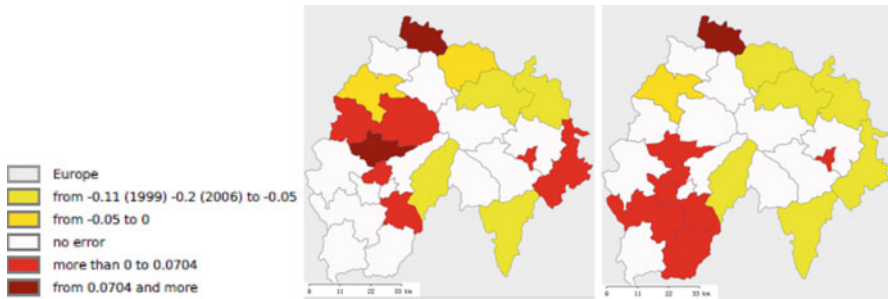 Europe
from -0.11 (1999) -0.2 (2006) to -0.05
from -0.05 to 0
no error
more than 0 to 0.0704
from 0.0704 and more
0 11 22 33 km
0 11 22 33 km